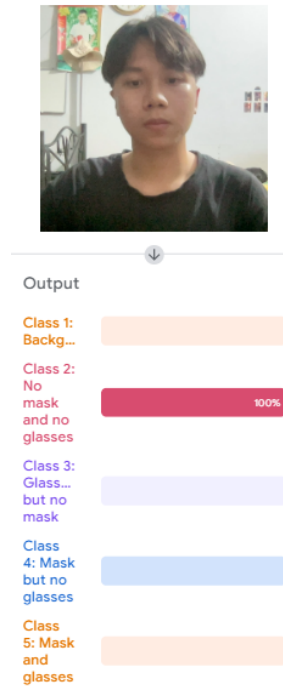 Output
Class 1:
Backg...
Class 2:
No
mask
and no
glasses
100%
Class 3:
Glass...
but no
mask
Class
4: Mask
but no
glasses
Class
5: Mask
and
glasses